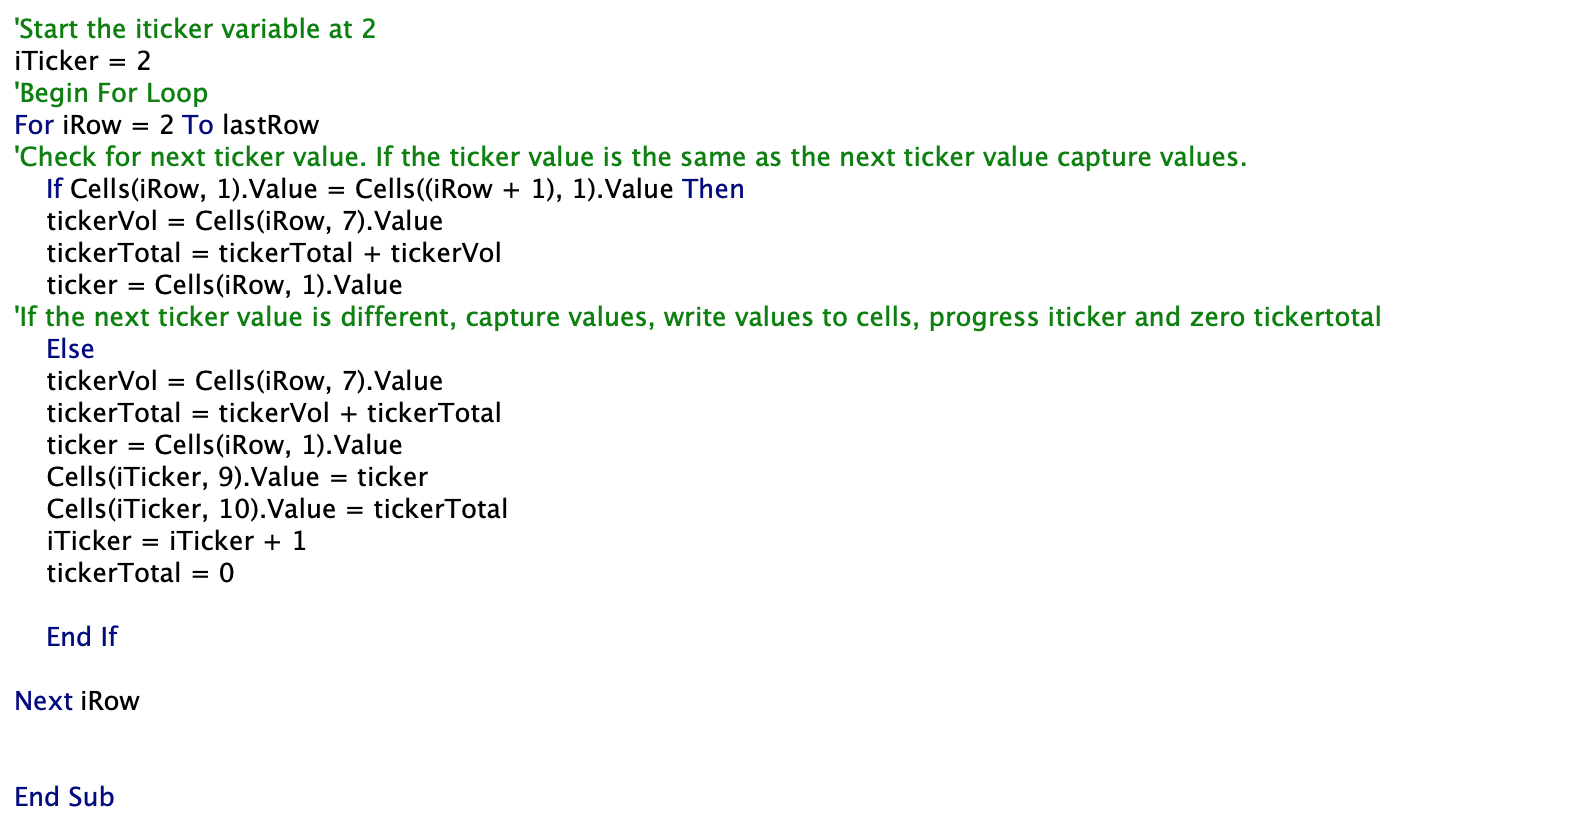 'Start the iticker variable at 2
iTicker = 2
'Begin For Loop
For iRow = 2 To lastRow
'Check for next ticker value. If the ticker value is the same as the next ticker value capture values.
If Cells(iRow, 1).Value = Cells((iRow + 1), 1).Value Then
tickerVol = Cells(iRow, 7).Value
tickerTotal = tickerTotal + tickerVol
ticker = Cells(iRow, 1).Value
'If the next ticker value is different, capture values, write values to cells, progress iticker and zero tickertotal
Else
tickerVol = Cells(iRow, 7).Value
tickerTotal = tickerVol + tickerTotal
ticker = Cells(iRow, 1).Value
Cells(iTicker, 9).Value = ticker
Cells(iTicker, 10).Value = tickerTotal
iTicker = iTicker + 1
tickerTotal = 0
End If
Next iRow
End Sub